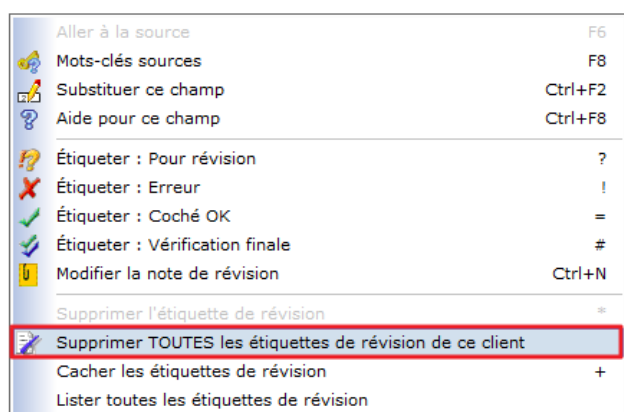 Aller à la source F6
Mots-clés sources F8
Substituer ce champ Ctrl+F2
Aide pour ce champ Ctrl+F8
Étiqueter : Pour révision ?
Étiqueter : Erreur !
Étiqueter : Coché OK =
Étiqueter : Vérification finale #
Modifier la note de révision Ctrl+N
Supprimer l'étiquette de révision *
Supprimer TOUTES les étiquettes de révision de ce client
Cacher les étiquettes de révision +
Lister toutes les étiquettes de révision